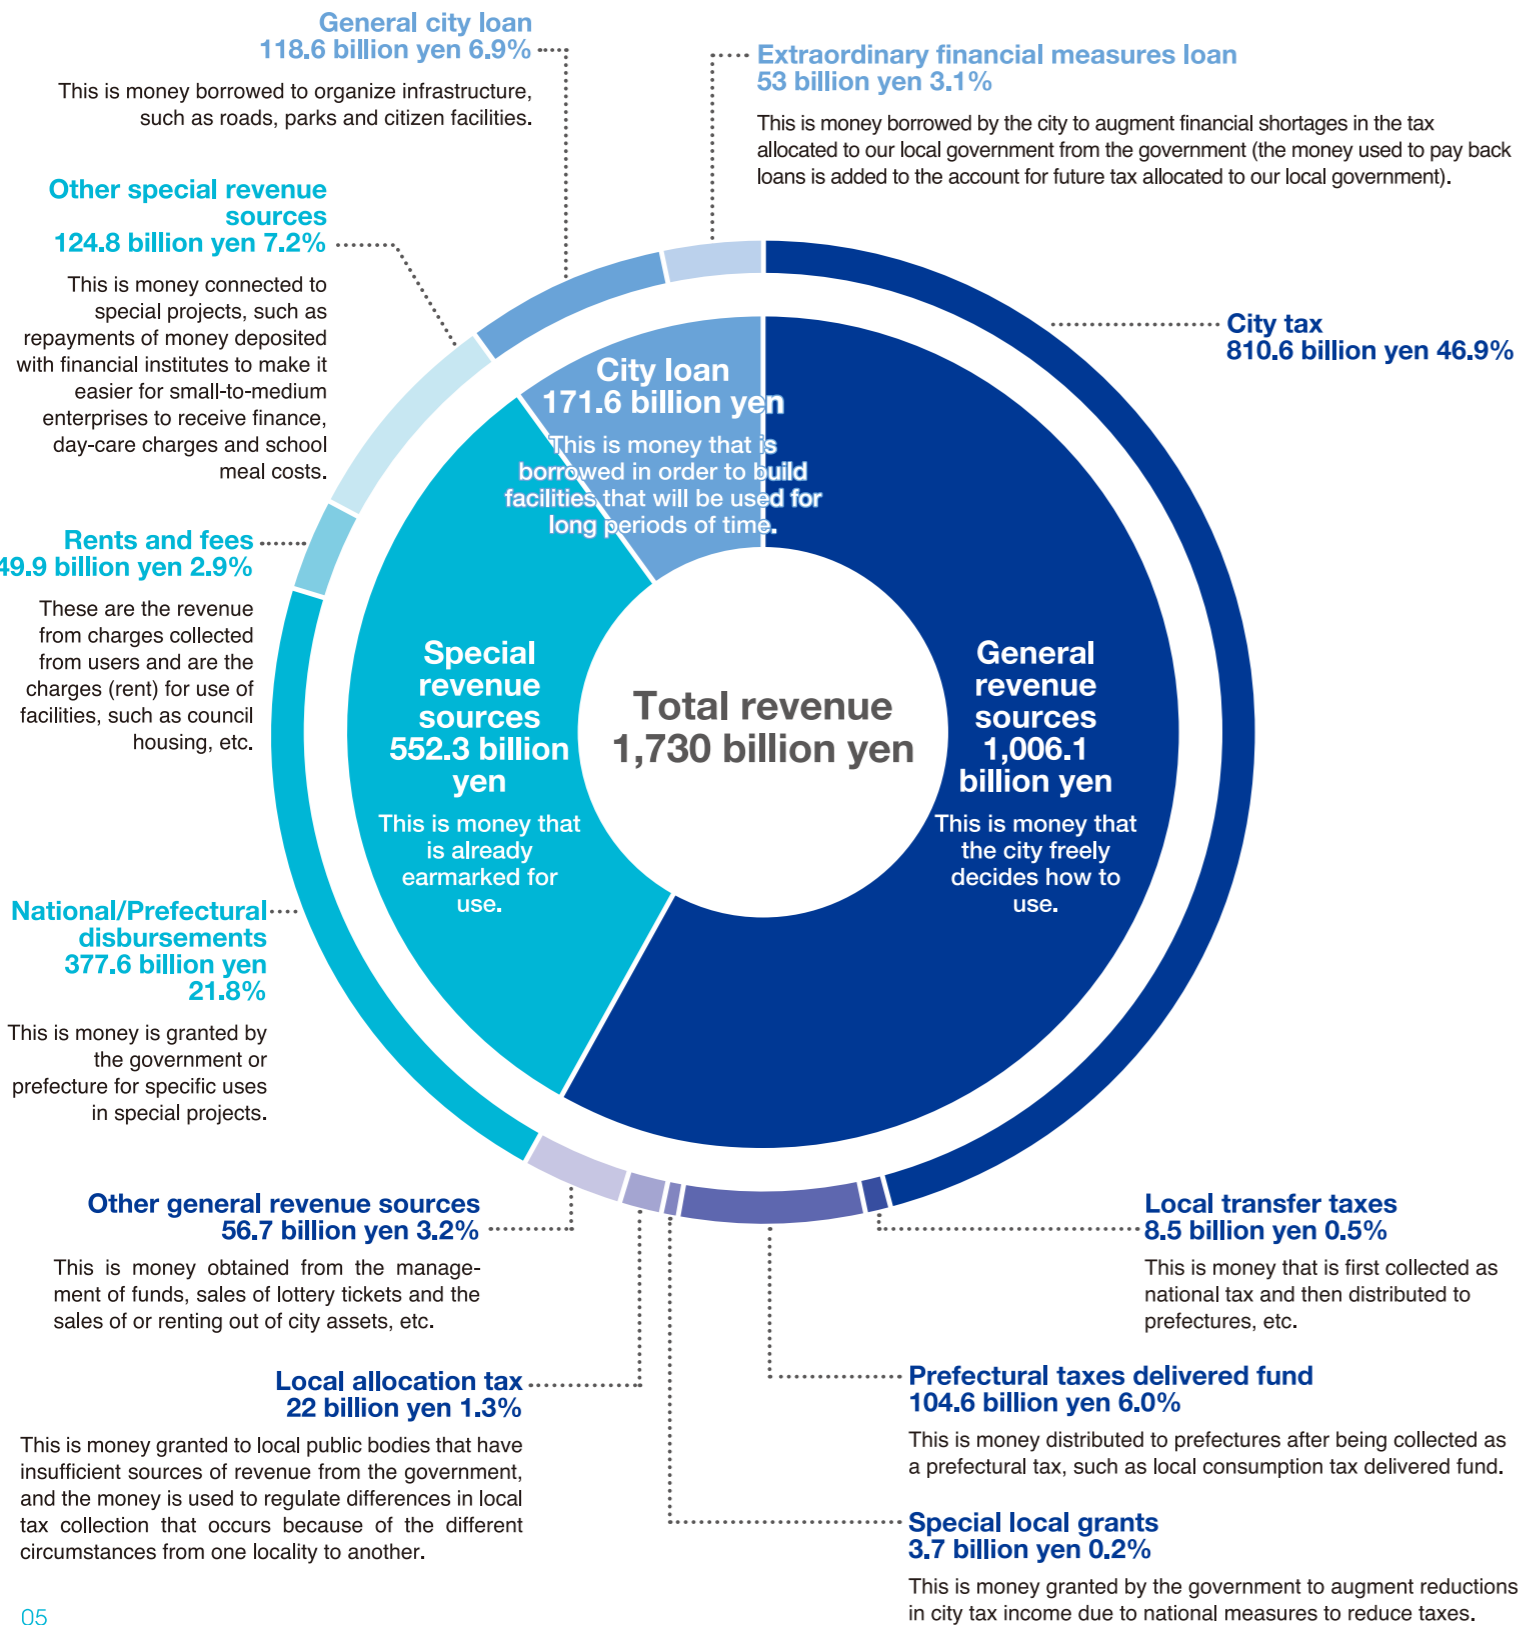 General city loan
118.6 billion yen 6.9%
This is money borrowed to organize infrastructure,
such as roads, parks and citizen facilities.
Extraordinary financial measures loan
53 billion yen 3.1%
This is money borrowed by the city to augment financial shortages in the tax
allocated to our local government from the government (the money used to pay back
loans is added to the account for future tax allocated to our local government).
Other special revenue
sources
124.8 billion yen 7.2%
This is money connected to
special projects, such as
repayments of money deposited
with financial institutes to make it
easier for small-to-medium
enterprises to receive finance,
day-care charges and school
meal costs.
City tax
810.6 billion yen 46.9%
City loan
171.6 billion yen
This is money that is
borrowed in order to build
facilities that will be used for
long periods of time.
Rents and fees
49.9 billion yen 2.9%
These are the revenue
from charges collected
from users and are the
charges (rent) for use of
facilities, such as council
housing, etc.
Special
revenue
sources
552.3 billion
yen
This is money that
is already
earmarked for
use.
Total revenue
1,730 billion yen
General
revenue
sources
1,006.1
billion yen
This is money that
the city freely
decides how to
use.
National/Prefectural
disbursements
377.6 billion yen
21.8%
This is money is granted by
the government or
prefecture for specific uses
in special projects.
Other general revenue sources
56.7 billion yen 3.2%
This is money obtained from the manage-
ment of funds, sales of lottery tickets and the
sales of or renting out of city assets, etc.
Local transfer taxes
8.5 billion yen 0.5%
This is money that is first collected as
national tax and then distributed to
prefectures, etc.
Local allocation tax
22 billion yen 1.3%
This is money granted to local public bodies that have
insufficient sources of revenue from the government,
and the money is used to regulate differences in local
tax collection that occurs because of the different
circumstances from one locality to another.
Prefectural taxes delivered fund
104.6 billion yen 6.0%
This is money distributed to prefectures after being collected as
a prefectural tax, such as local consumption tax delivered fund.
Special local grants
3.7 billion yen 0.2%
This is money granted by the government to augment reductions
in city tax income due to national measures to reduce taxes.
05